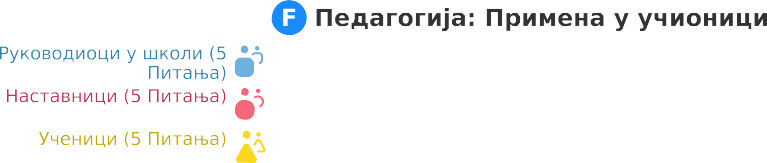 F Педагогија: Примена у учионици
Руководиоци у школи (5
Питања)
Наставници (5 Питања)
Ученици (5 Питања)